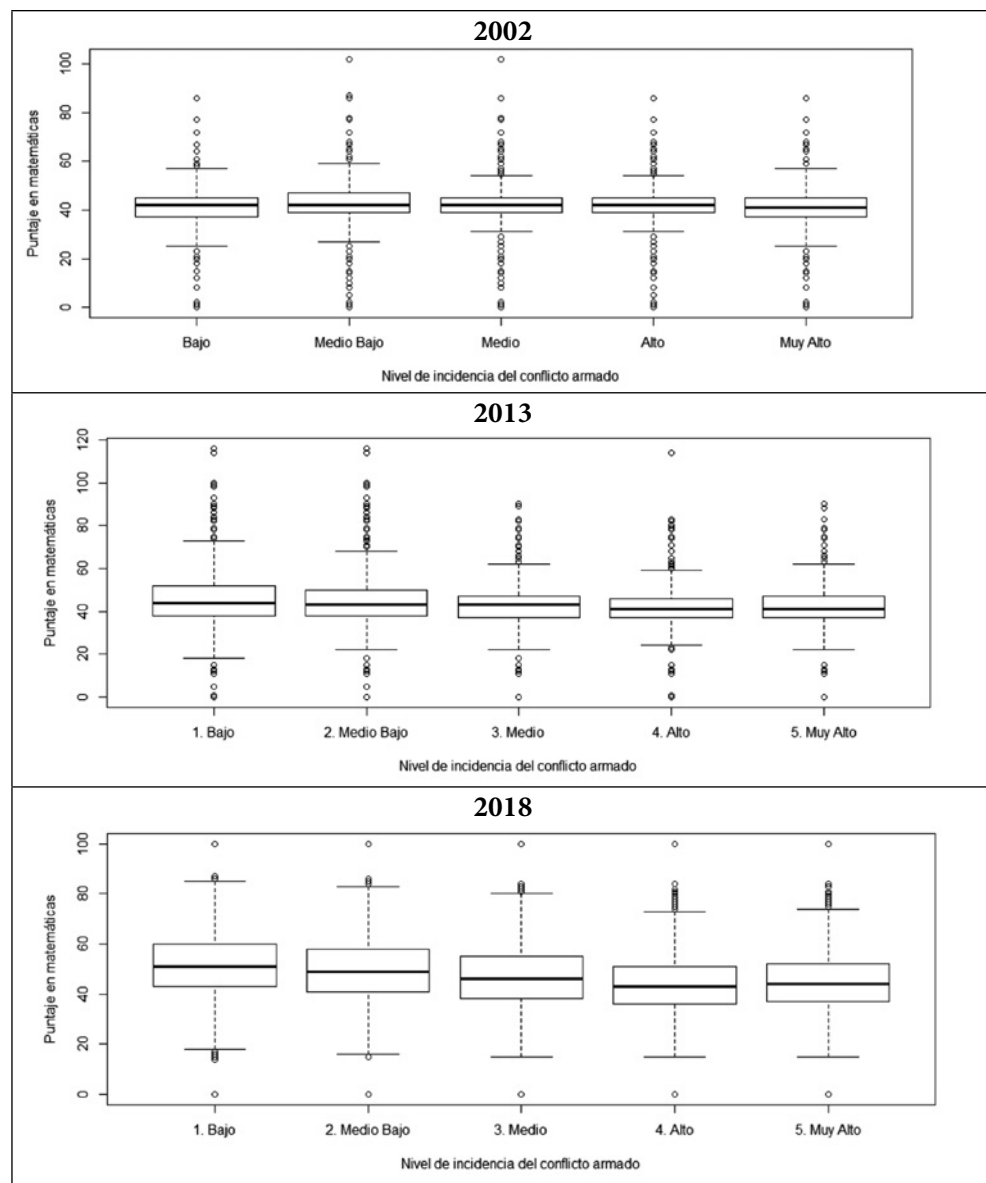 2002
Puntaje en matemáticas
100
80
60
40
20
0
Bajo Medio Bajo Medio Alto Muy Alto
Nivel de incidencia del conflicto armado
2013
Puntaje en matemáticas
120
100
80
60
40
20
0
1. Bajo 2. Medio Bajo 3. Medio 4. Alto 5. Muy Alto
Nivel de incidencia del conflicto armado
2018
Puntaje en matemáticas
100
80
60
40
20
0
1. Bajo 2. Medio Bajo 3. Medio 4. Alto 5. Muy Alto
Nivel de incidencia del conflicto armado